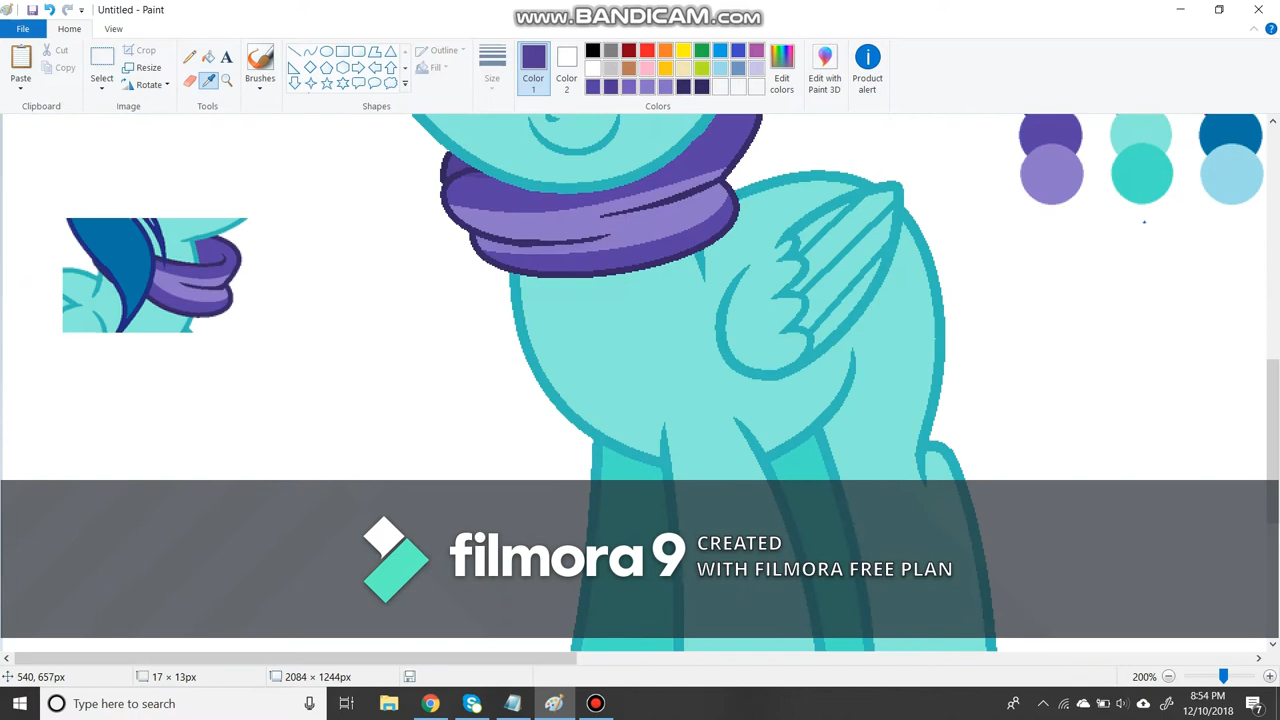 Untitled - Paint
www.BANDICAM.com
File Home View
Paste
Cut
Copy
Clipboard
Select
Crop
Resize
Rotate
Image
Tools
Brushes
Shapes
Outline
Fill
Size
Color 1
Color 2
Edit colors
Colors
Edit with Paint 3D
Product alert
filmora9 CREATED
WITH FILMORA FREE PLAN
540, 657px 17 × 13px 2084 × 1244px 200%
Type here to search
8:54 PM
12/10/2018
7